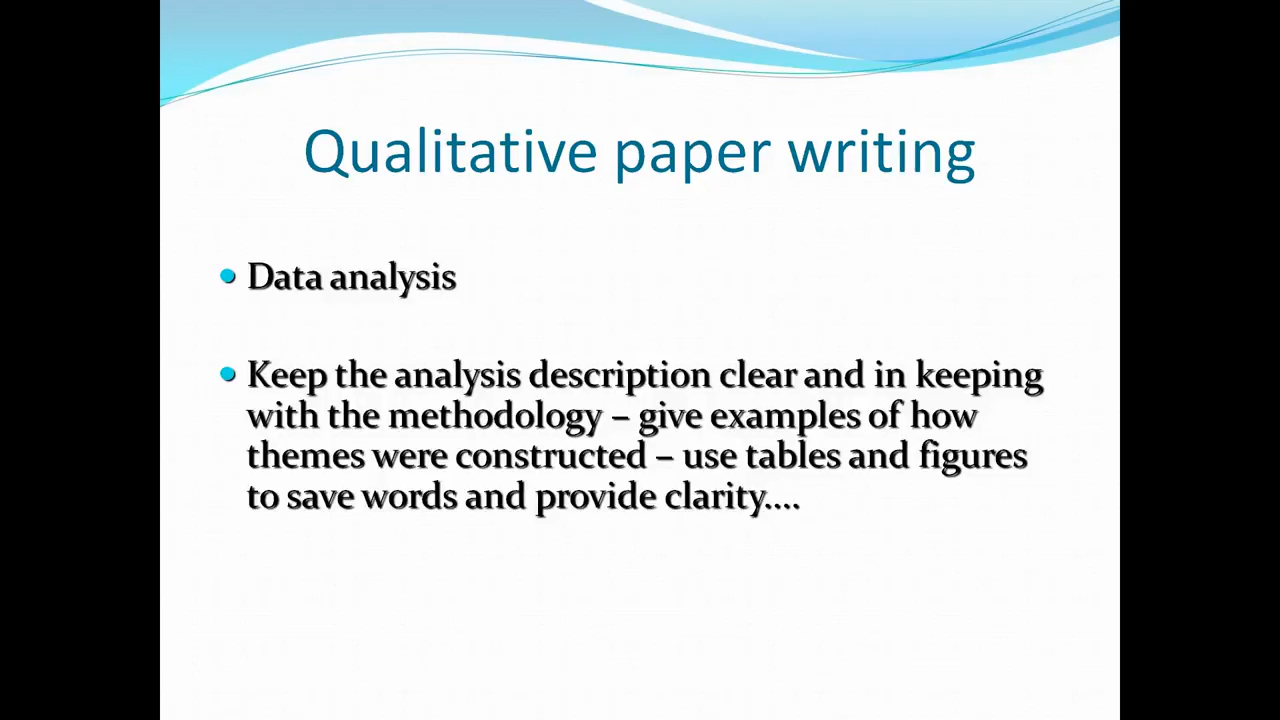 Qualitative paper writing
• Data analysis
• Keep the analysis description clear and in keeping
with the methodology – give examples of how
themes were constructed – use tables and figures
to save words and provide clarity....